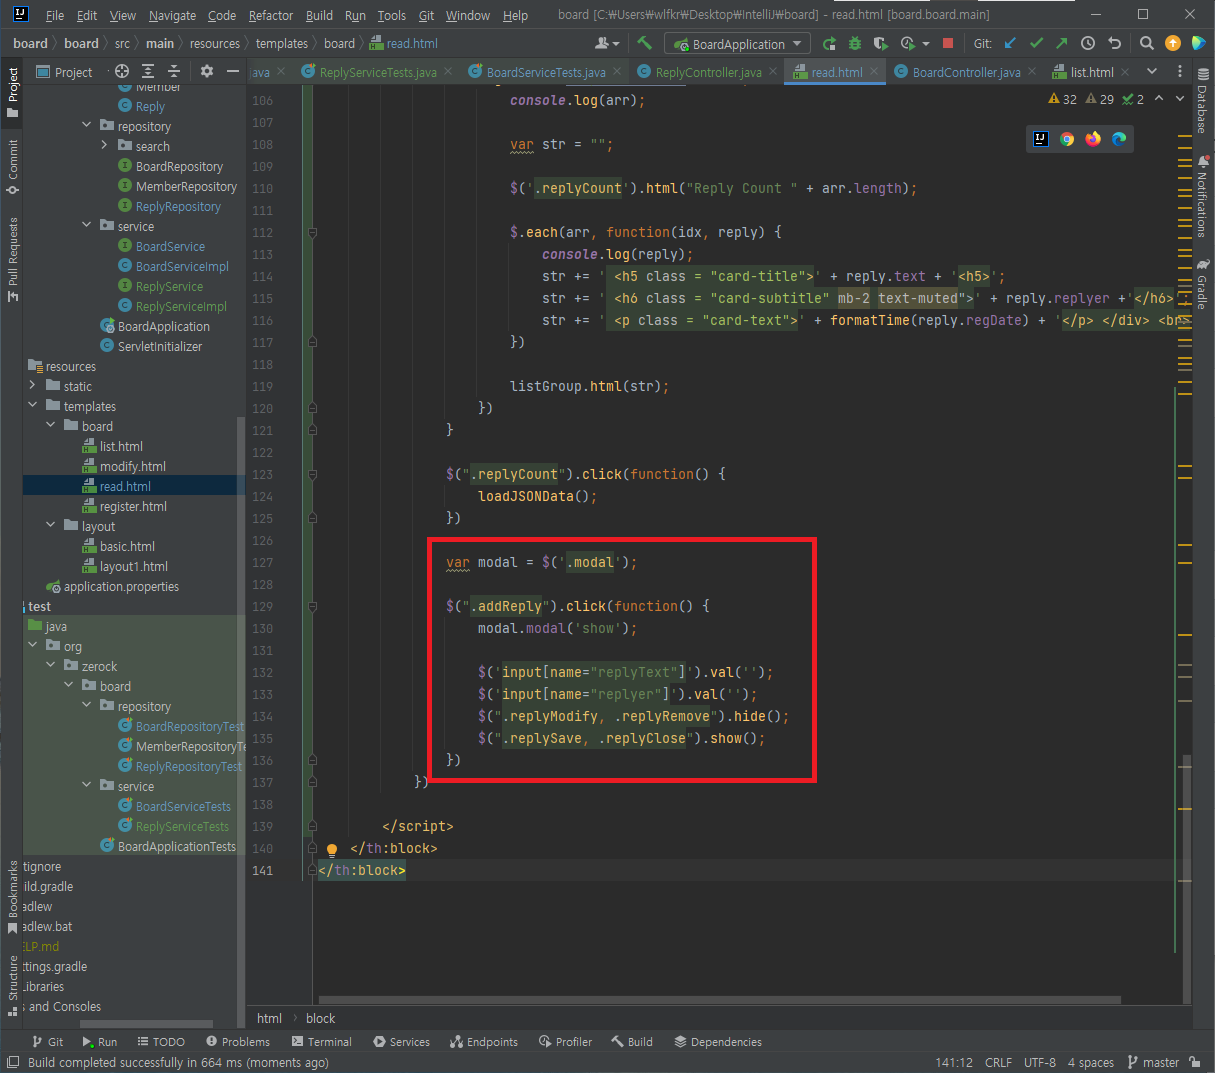 File Edit View Navigate Code Refactor Build Run Tools Git Window Help board [C:₩Users₩wlfkr₩Desktop₩IntelliJ₩board] - read.html [board.board.main]
board board src main resources templates board read.html BoardApplication Git:
Project java ReplyServiceTests.java BoardServiceTests.java ReplyController.java read.html BoardController.java list.html
Project
Commit
Pull Requests
Bookmarks
Structure
Member
Reply
repository
search
BoardRepository
MemberRepository
ReplyRepository
service
BoardService
BoardServiceImpl
ReplyService
ReplyServiceImpl
BoardApplication
ServletInitializer
resources
static
templates
board
list.html
modify.html
read.html
register.html
layout
basic.html
layout1.html
application.properties
test
java
org
zerock
board
repository
BoardRepositoryTest
MemberRepositoryTe
ReplyRepositoryTest
service
BoardServiceTests
ReplyServiceTests
BoardApplicationTests
tignore
ild.gradle
adlew
adlew.bat
ELP.md
ttings.gradle
Libraries
s and Consoles
32 29 2
106 console.log(arr);
107
108 var str = "";
109
110 $('.replyCount').html("Reply Count " + arr.length);
111
112 $.each(arr, function(idx, reply) {
113 console.log(reply);
114 str += ' <h5 class = "card-title">' + reply.text + '<h5>';
115 str += ' <h6 class = "card-subtitle" mb-2 text-muted">' + reply.replyer +'</h6>';
116 str += ' <p class = "card-text">' + formatTime(reply.regDate) + '</p> </div> <br>
117 })
118
119 listGroup.html(str);
120 })
121 }
122
123 $(".replyCount").click(function() {
124 loadJSONData();
125 })
126
127 var modal = $('.modal');
128
129 $(".addReply").click(function() {
130 modal.modal('show');
131
132 $('input[name="replyText"]').val('');
133 $('input[name="replyer"]').val('');
134 $(".replyModify, .replyRemove").hide();
135 $(".replySave, .replyClose").show();
136 })
137 })
138
139 </script>
140 </th:block>
141 </th:block>
Database
Notifications
Gradle
html block
Git Run TODO Problems Terminal Services Endpoints Profiler Build Dependencies
Build completed successfully in 664 ms (moments ago) 141:12 CRLF UTF-8 4 spaces master